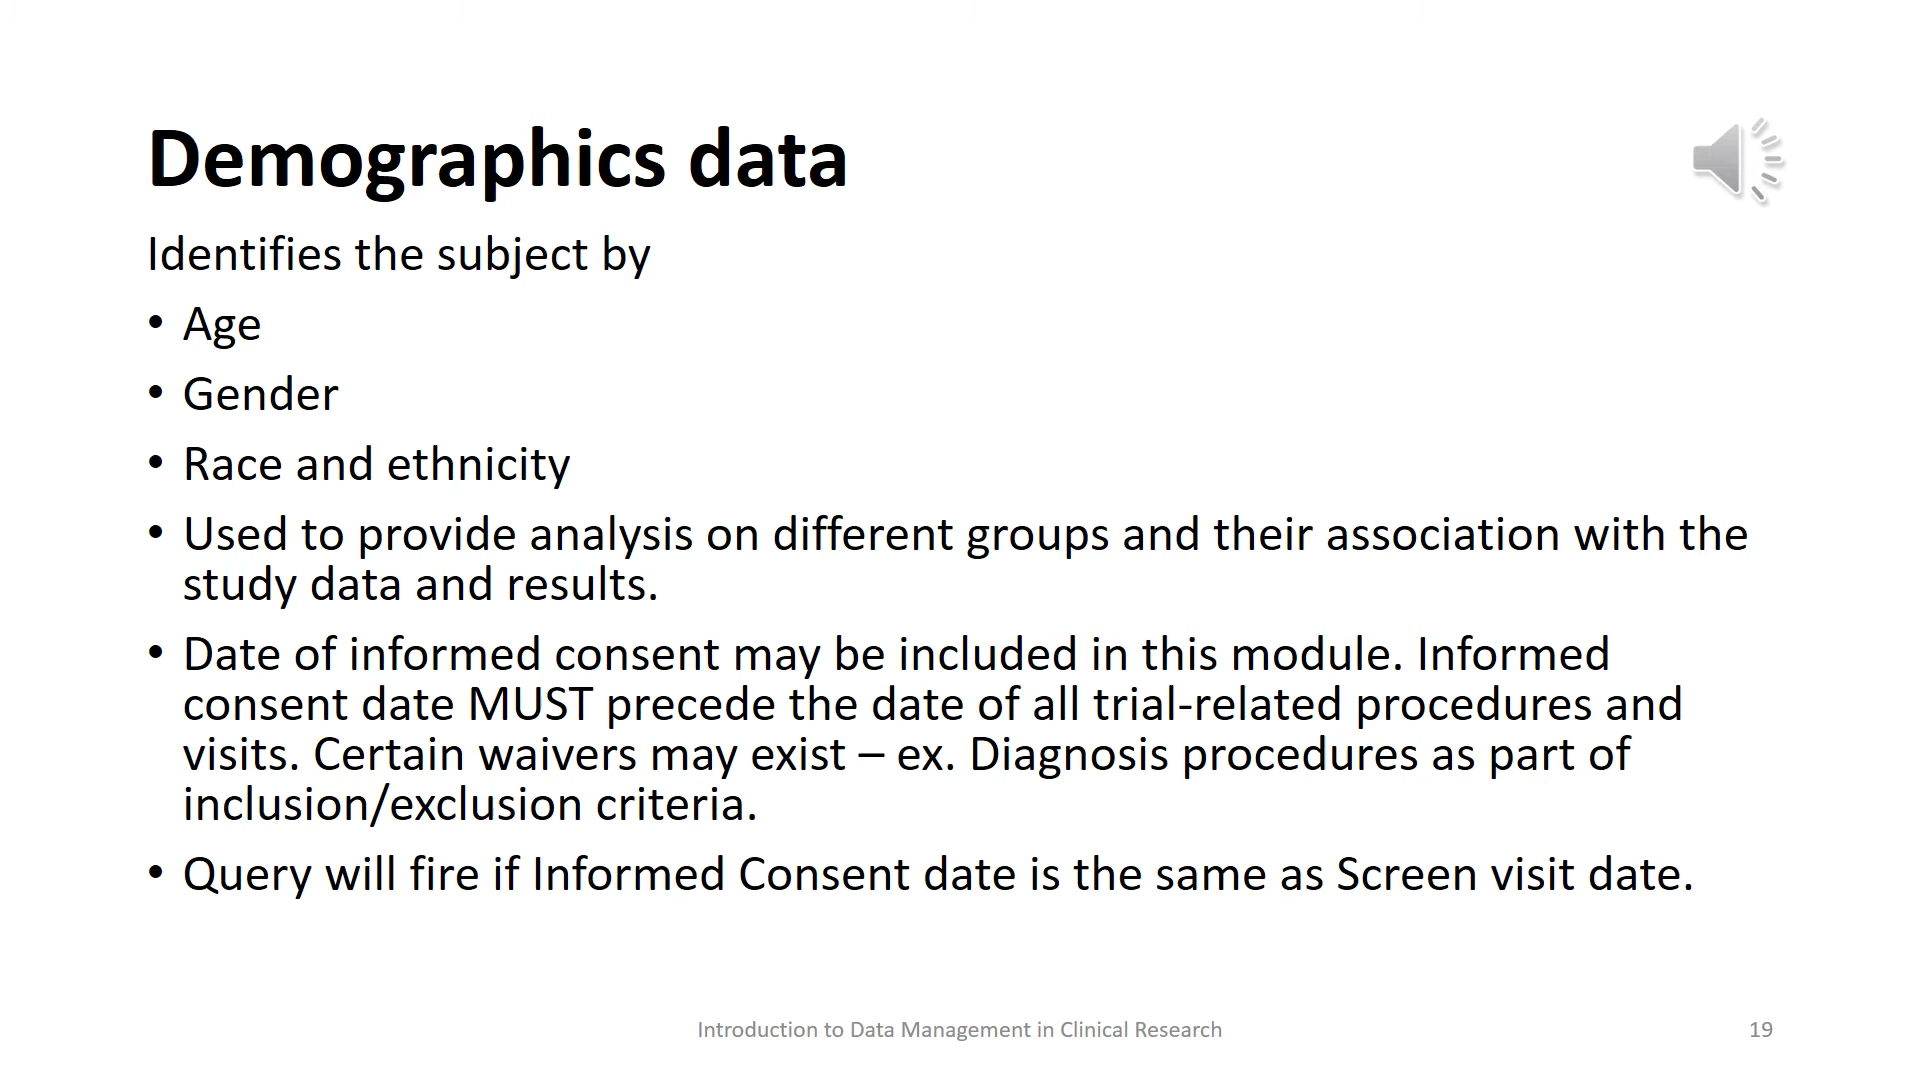 Demographics data
Identifies the subject by
• Age
• Gender
• Race and ethnicity
• Used to provide analysis on different groups and their association with the
study data and results.
• Date of informed consent may be included in this module. Informed
consent date MUST precede the date of all trial-related procedures and
visits. Certain waivers may exist – ex. Diagnosis procedures as part of
inclusion/exclusion criteria.
• Query will fire if Informed Consent date is the same as Screen visit date.
Introduction to Data Management in Clinical Research
19